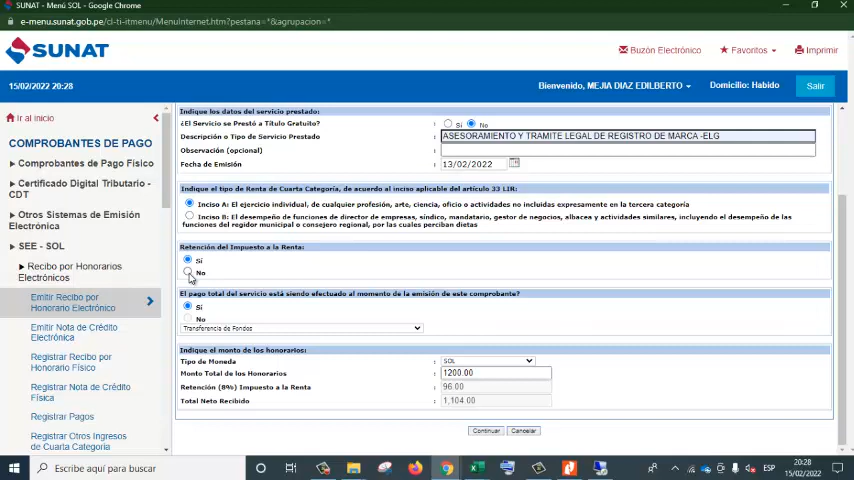 SUNAT - Menú SOL - Google Chrome
e-menu.sunat.gob.pe/cl-ti-itmenu/MenuInternet.htm?pestana=*&agrupacion=*
SUNAT
Buzón Electrónico
Favoritos
Imprimir
15/02/2022 20:28
Bienvenido, MEJIA DIAZ EDILBERTO
Domicilio: Habido
Salir
Ir al inicio
COMPROBANTES DE PAGO
Comprobantes de Pago Físico
Certificado Digital Tributario -
CDT
Otros Sistemas de Emisión
Electrónica
SEE - SOL
Recibo por Honorarios
Electrónicos
Emitir Recibo por
Honorario Electrónico
Emitir Nota de Crédito
Electrónica
Registrar Recibo por
Honorario Físico
Registrar Nota de Crédito
Física
Registrar Pagos
Registrar Otros Ingresos
de Cuarta Categoría
Indique los datos del servicio prestado:
¿El Servicio se Prestó a Título Gratuito? : Sí No
Descripción o Tipo de Servicio Prestado : ASESORAMIENTO Y TRAMITE LEGAL DE REGISTRO DE MARCA -ELG
Observación (opcional) :
Fecha de Emisión : 13/02/2022
Indique el tipo de Renta de Cuarta Categoría, de acuerdo al inciso aplicable del artículo 33 LIR:
Inciso A: El ejercicio individual, de cualquier profesión, arte, ciencia, oficio o actividades no incluidas expresamente en la tercera categoría
Inciso B: El desempeño de funciones de director de empresas, síndico, mandatario, gestor de negocios, albacea y actividades similares, incluyendo el desempeño de las
funciones del regidor municipal o consejero regional, por las cuales perciban dietas
Retención del Impuesto a la Renta:
Sí
No
El pago total del servicio está siendo efectuado al momento de la emisión de este comprobante?
Sí
No
Transferencia de Fondos
Indique el monto de los honorarios:
Tipo de Moneda : SOL
Monto Total de los Honorarios : 1200.00
Retención (8%) Impuesto a la Renta : 96.00
Total Neto Recibido : 1,104.00
Continuar
Cancelar
Escribe aquí para buscar
ESP
20:28
15/02/2022